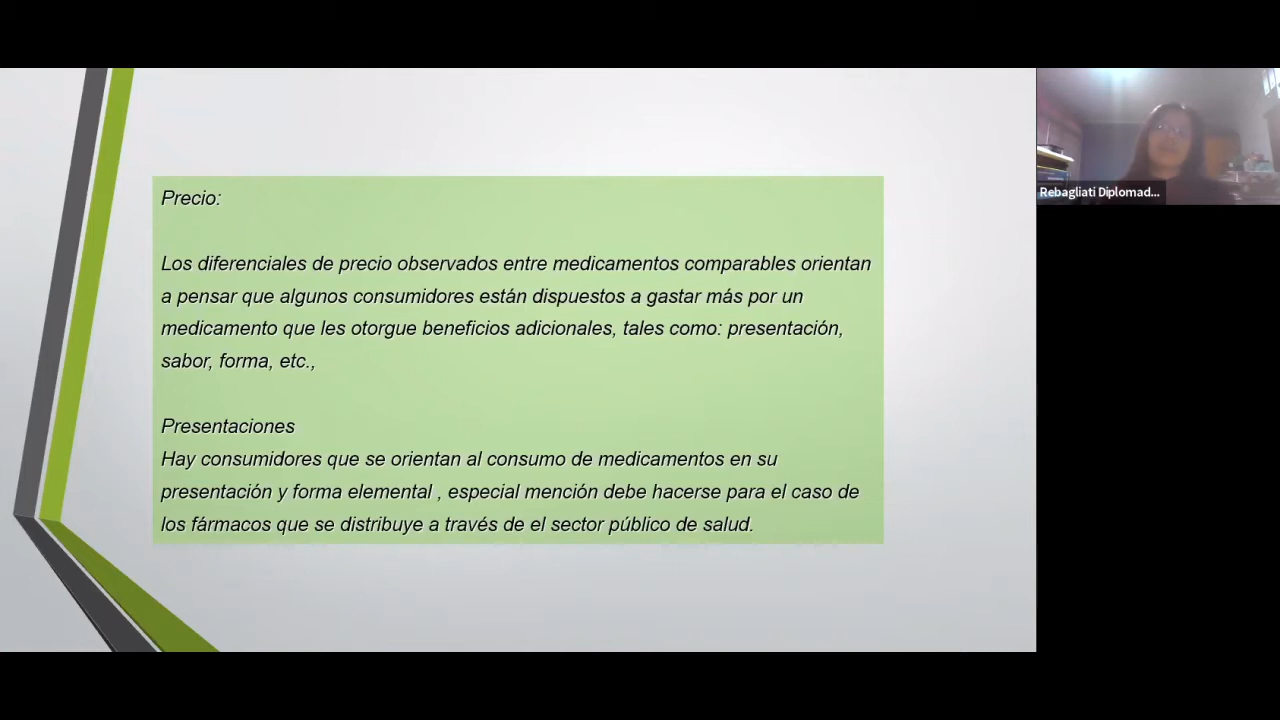 Precio:
Los diferenciales de precio observados entre medicamentos comparables orientan
a pensar que algunos consumidores están dispuestos a gastar más por un
medicamento que les otorgue beneficios adicionales, tales como: presentación,
sabor, forma, etc.,
Presentaciones
Hay consumidores que se orientan al consumo de medicamentos en su
presentación y forma elemental , especial mención debe hacerse para el caso de
los fármacos que se distribuye a través de el sector público de salud.
Rebagliati Diplomad...